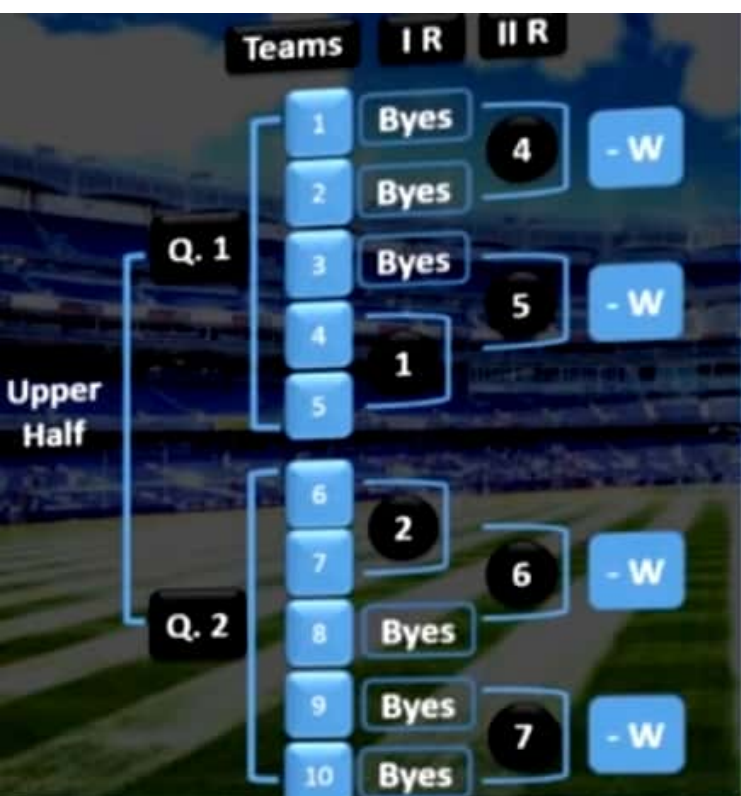 Teams I R II R
1 Byes
4 - W
2 Byes
Q. 1
3 Byes
5 - W
4
1
5
Upper
Half
6
2
7
6 - W
Q. 2
8 Byes
9 Byes
7 - W
10 Byes